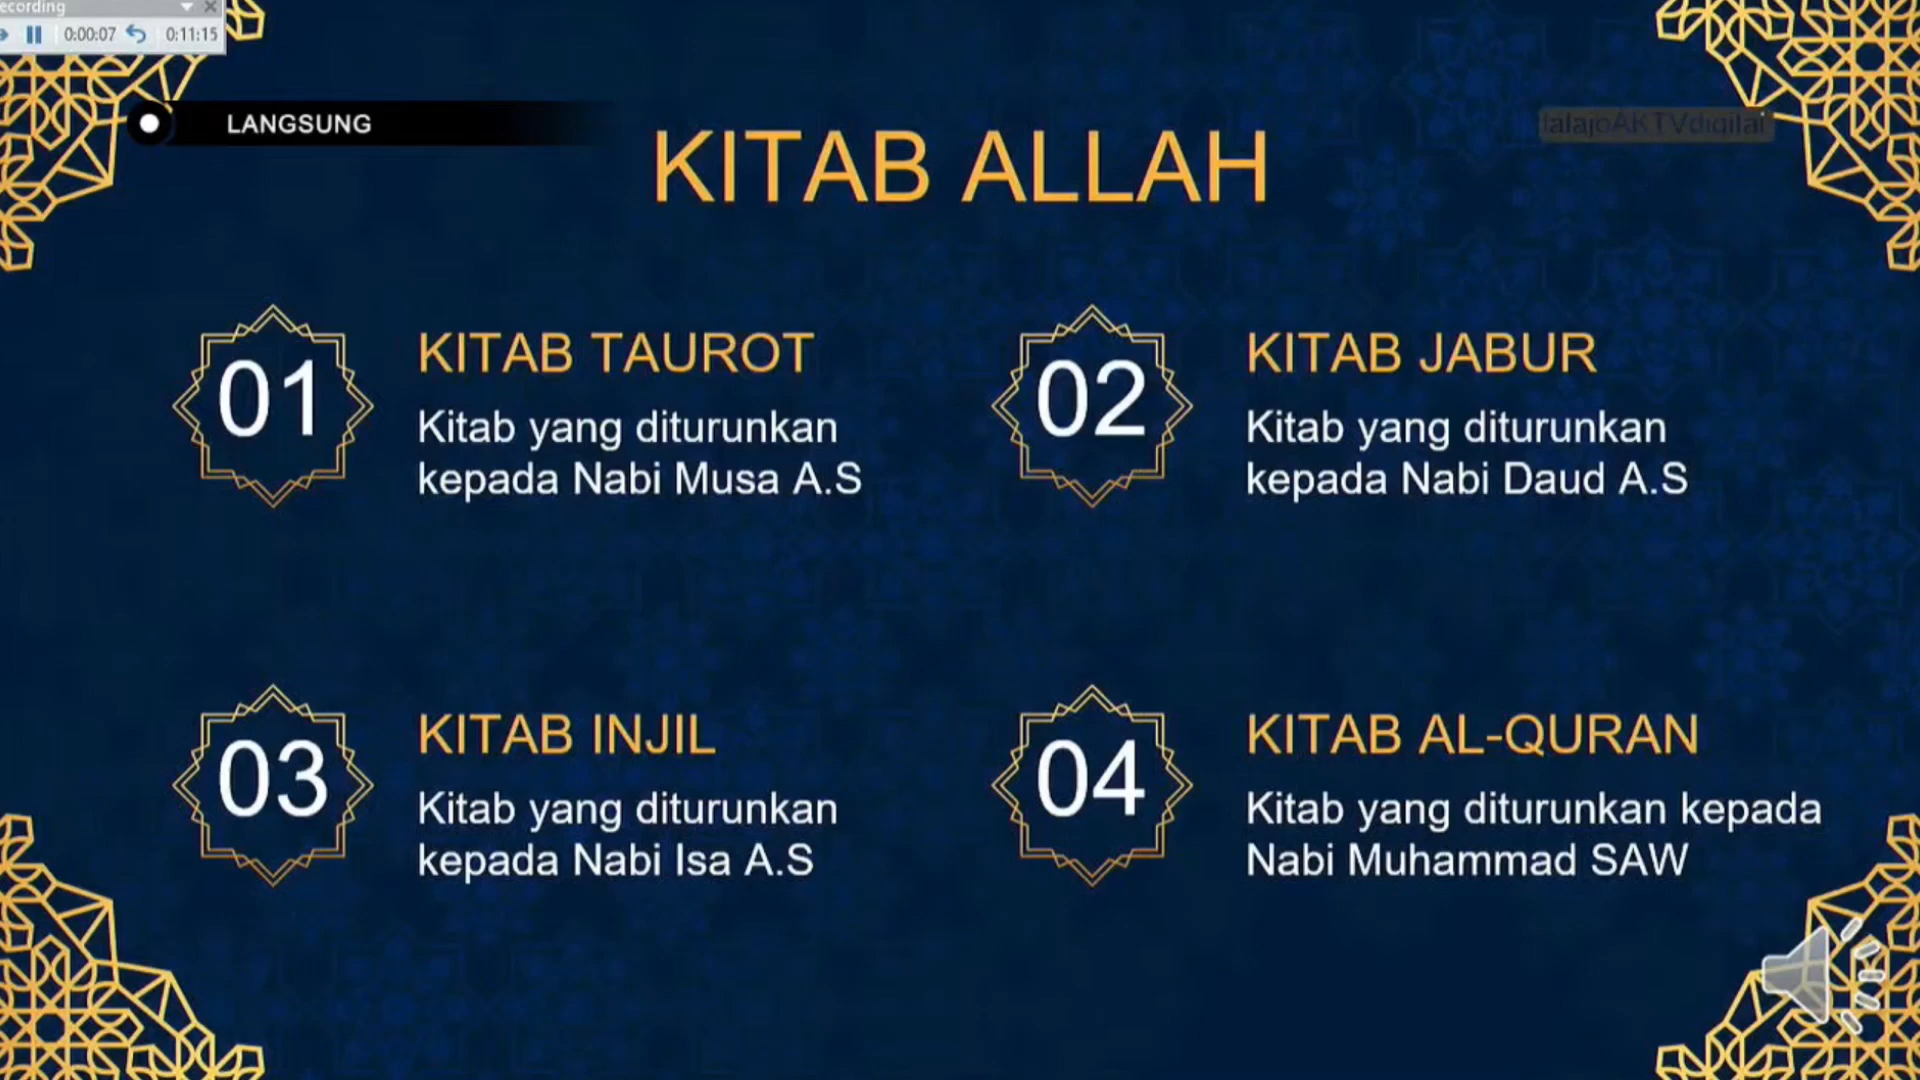 ecording
0:00:07 0:11:15
LANGSUNG
KITAB ALLAH
01
KITAB TAUROT
Kitab yang diturunkan
kepada Nabi Musa A.S
02
KITAB JABUR
Kitab yang diturunkan
kepada Nabi Daud A.S
03
KITAB INJIL
Kitab yang diturunkan
kepada Nabi Isa A.S
04
KITAB AL-QURAN
Kitab yang diturunkan kepada
Nabi Muhammad SAW